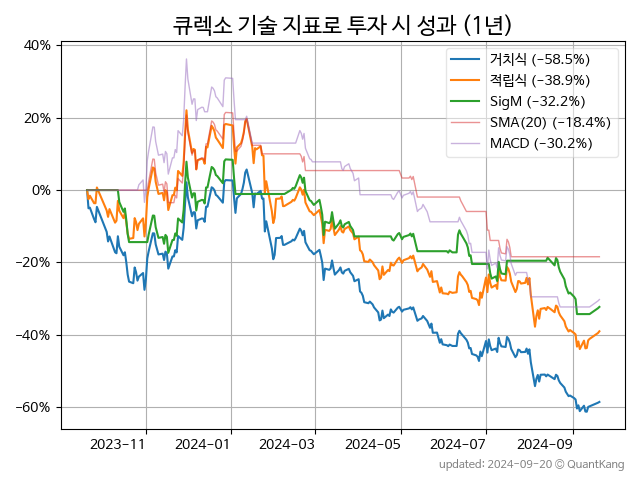 큐렉소 기술 지표로 투자 시 성과 (1년)
40%
20%
0%
−20%
−40%
−60%
거치식 (−58.5%)
적립식 (−38.9%)
SigM (−32.2%)
SMA(20) (−18.4%)
MACD (−30.2%)
2023-11
2024-01
2024-03
2024-05
2024-07
2024-09
updated: 2024-09-20 © QuantKang